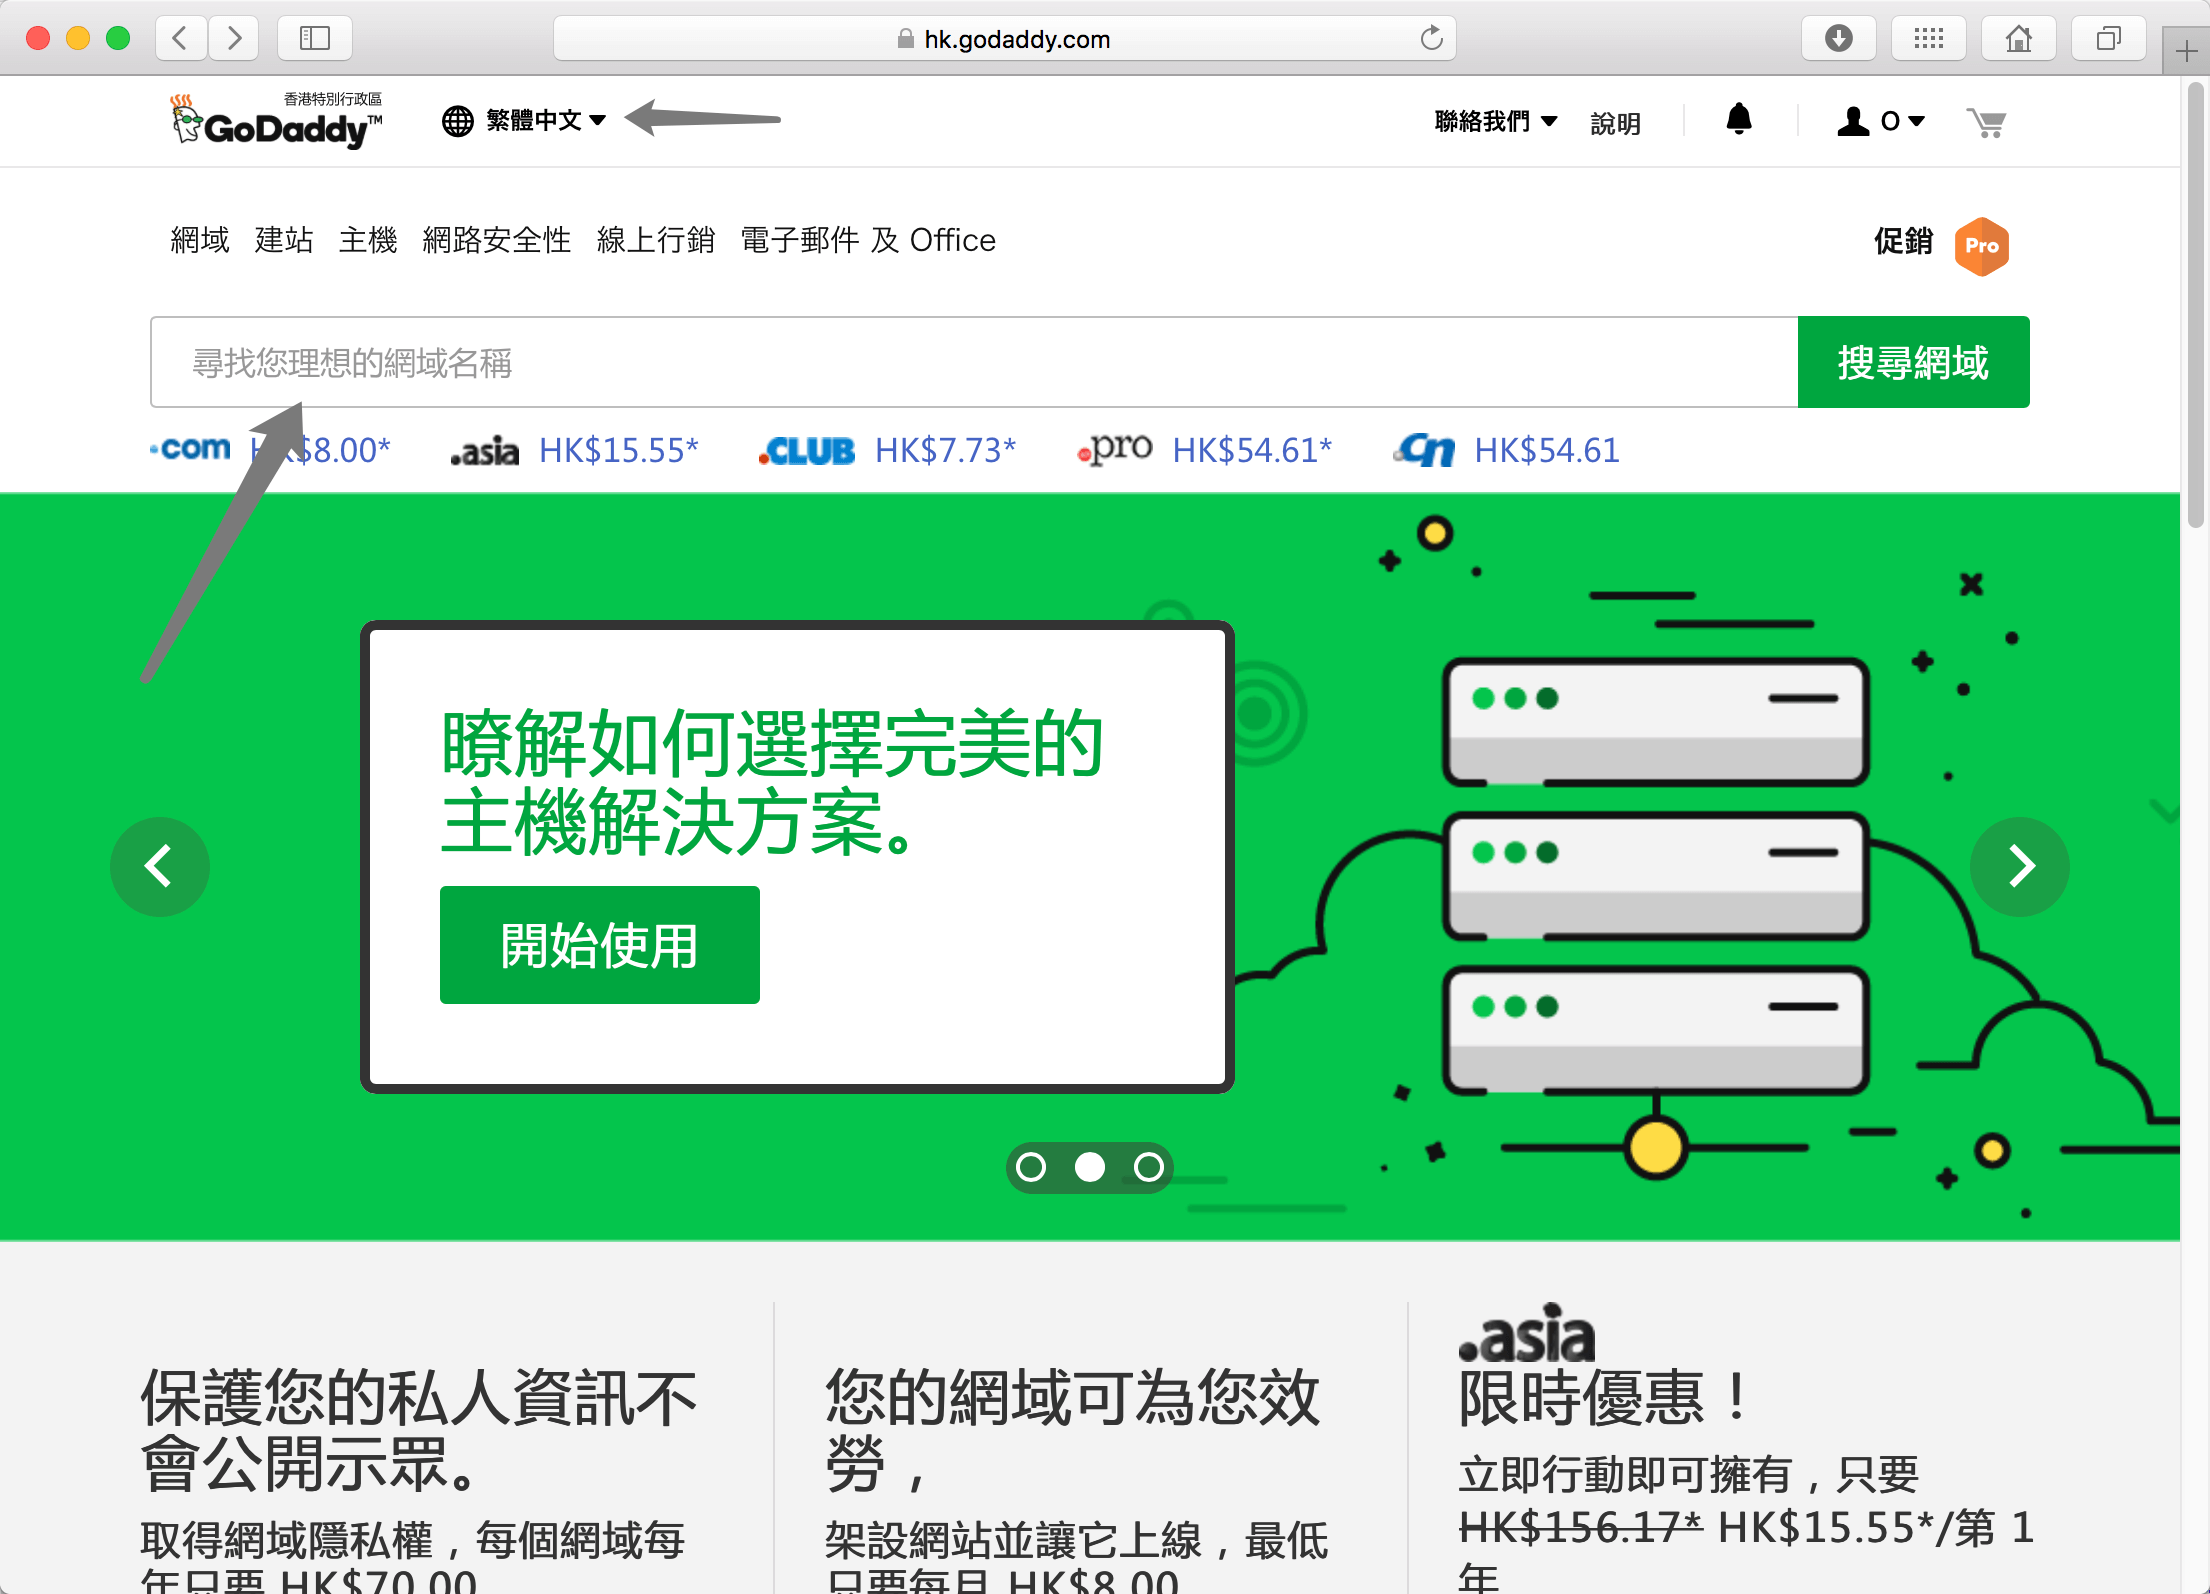 hk.godaddy.com
香港特別行政區
GoDaddy™
繁體中文
聯絡我們
說明
0
網域 建站 主機 網路安全性 線上行銷 電子郵件 及 Office
促銷
Pro
尋找您理想的網域名稱
搜尋網域
.com HK$8.00* .asia HK$15.55* .CLUB HK$7.73* .pro HK$54.61* .cn HK$54.61
瞭解如何選擇完美的
主機解決方案。
開始使用
保護您的私人資訊不
會公開示眾。
取得網域隱私權，每個網域每
年只要 HK$70.00
您的網域可為您效
勞，
架設網站並讓它上線，最低
只要每月 HK$8.00
.asia
限時優惠！
立即行動即可擁有，只要
HK$156.17* HK$15.55*/第 1
年